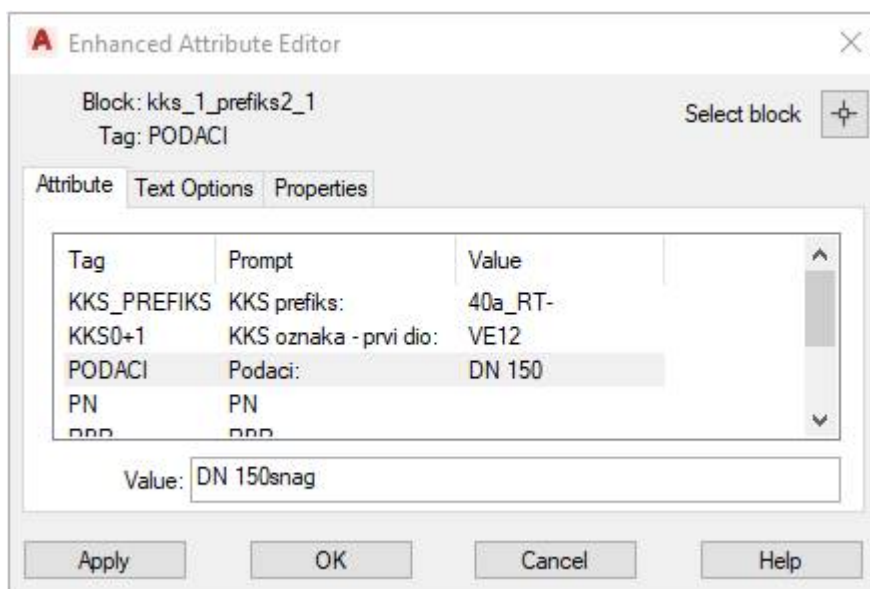 A Enhanced Attribute Editor
Block: kks_1_prefiks2_1
Tag: PODACI
Select block
Attribute Text Options Properties
Tag Prompt Value
KKS_PREFIKS KKS prefiks: 40a_RT-
KKS0+1 KKS oznaka - prvi dio: VE12
PODACI Podaci: DN 150
PN PN
Value: DN 150snag
Apply OK Cancel Help